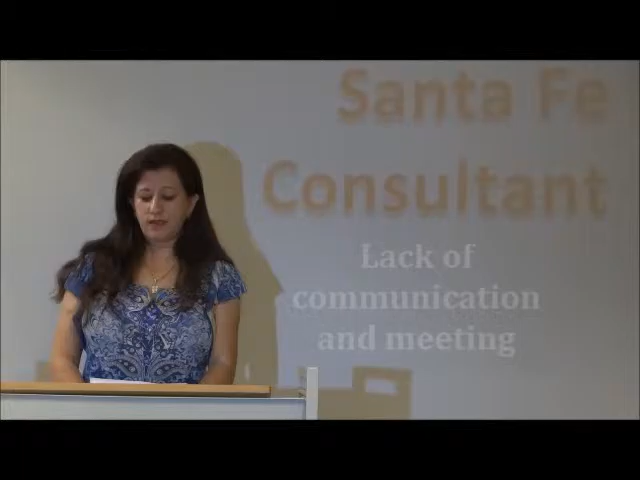 Santa Fe
Consultant
Lack of
communication
and meeting